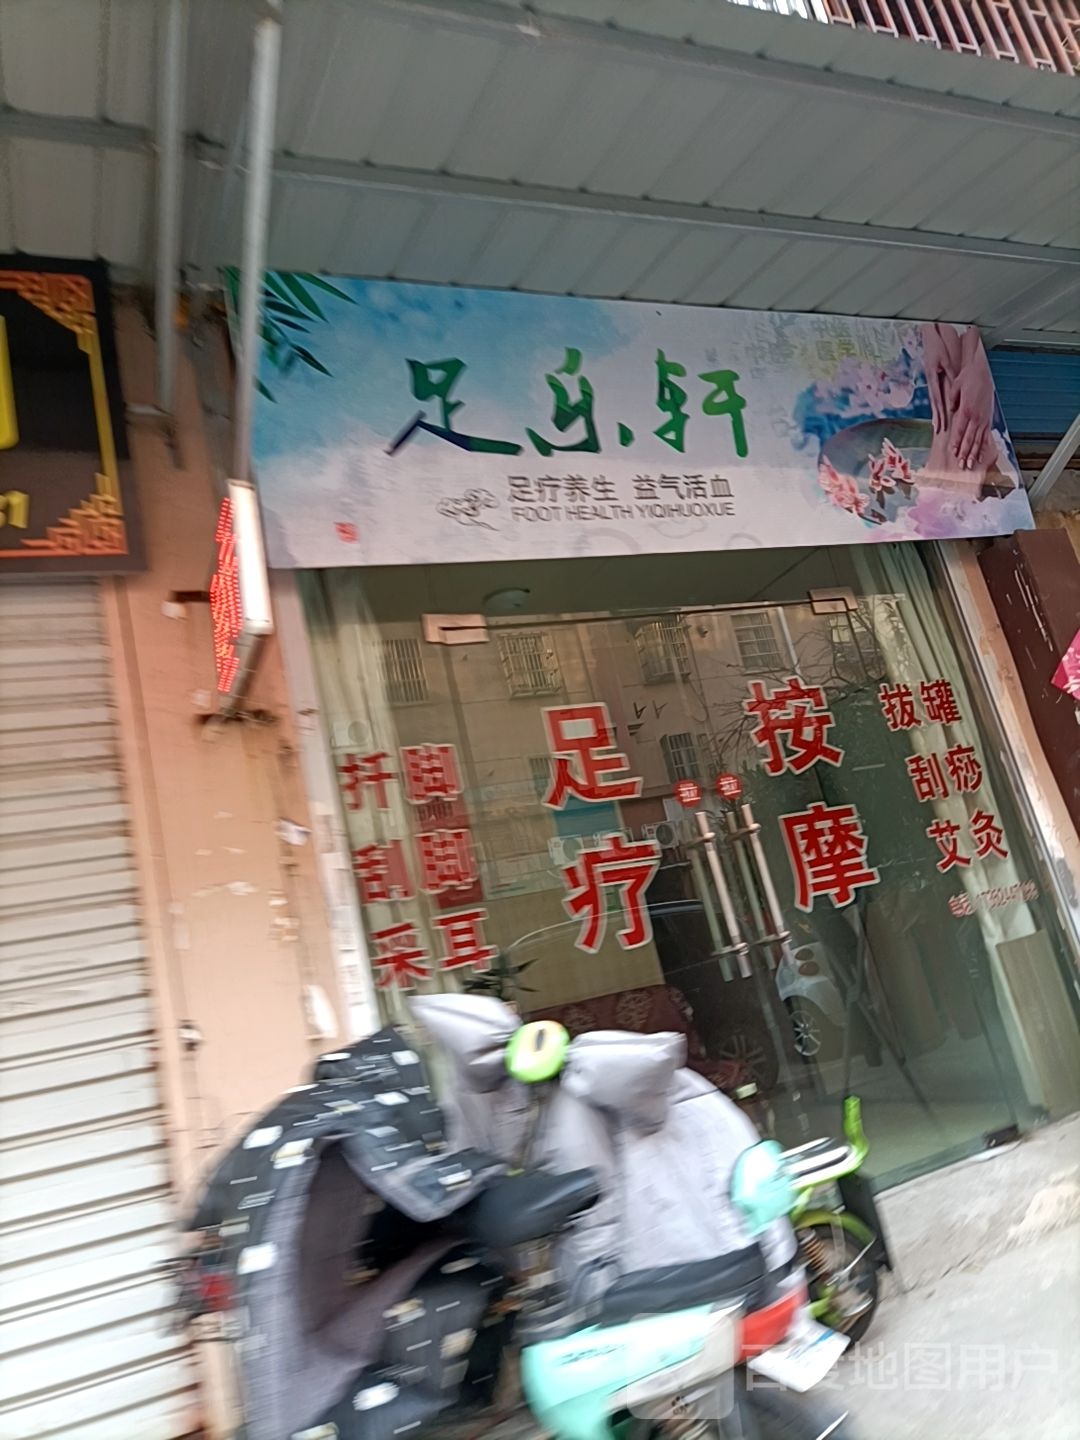 足乐轩
足疗养生 益气活血
FOOT HEALTH YIQIHUOXUE
扦脚
刮脚
采耳
足疗
按摩
拔罐
刮痧
艾灸
百度地图用户